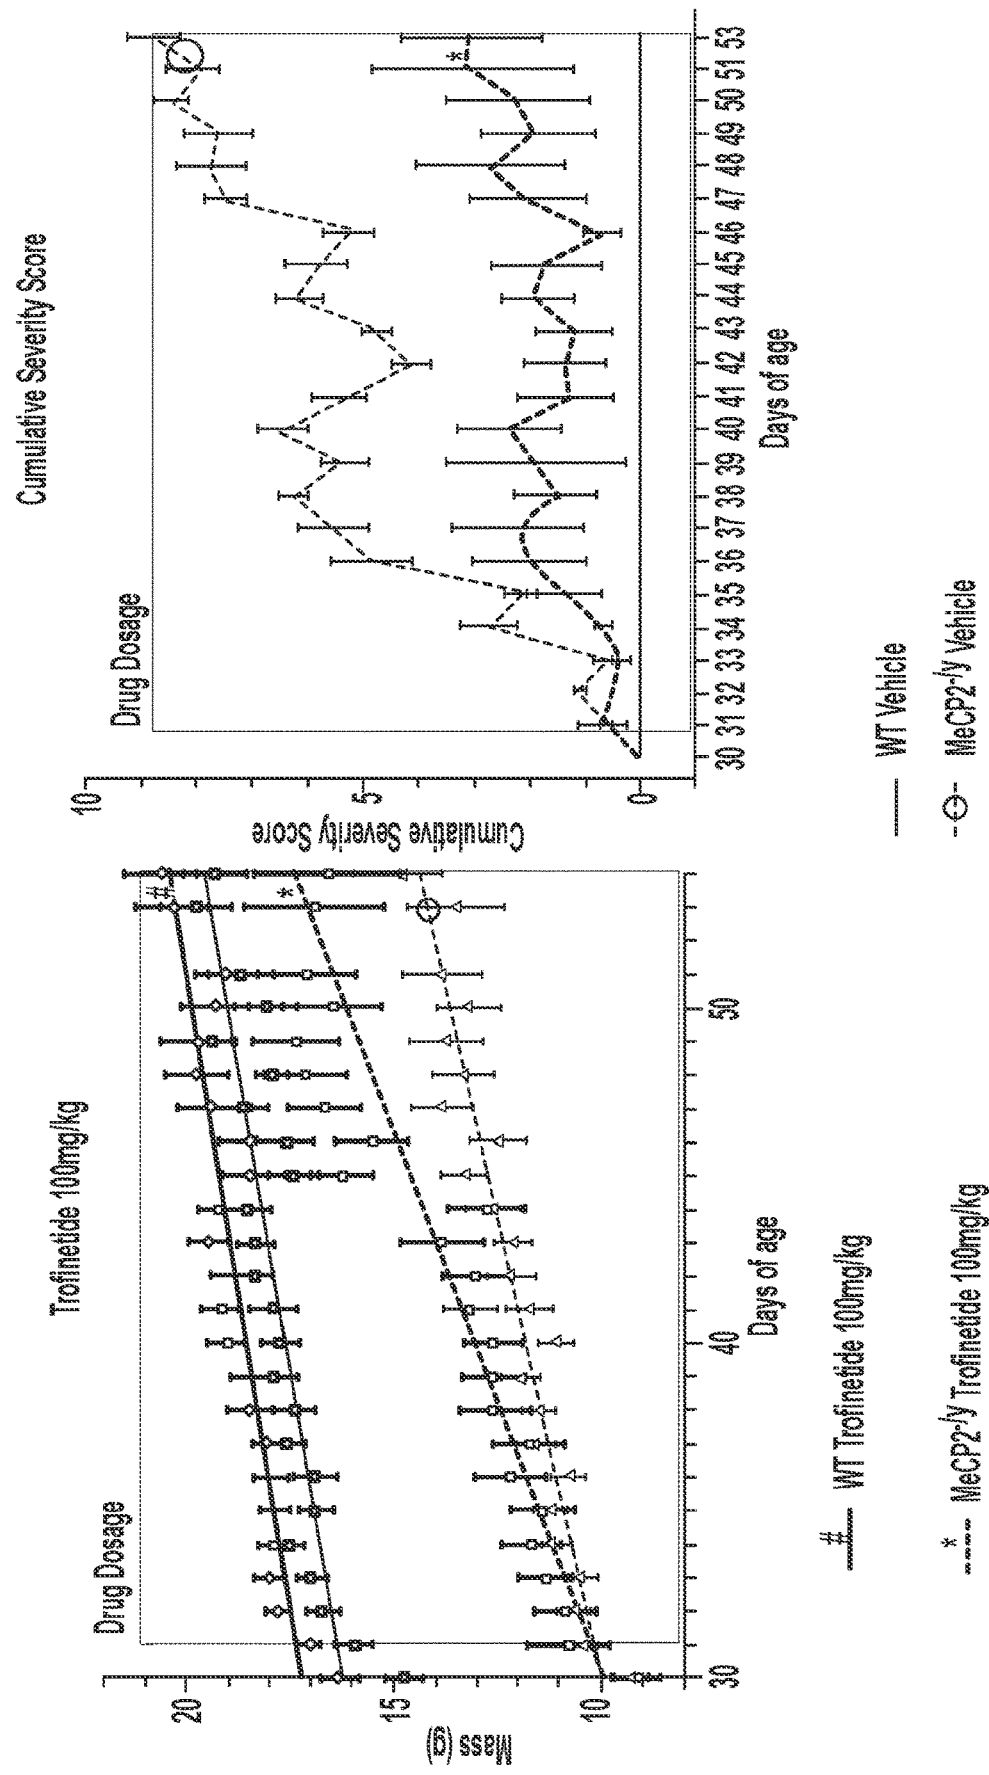 Trofinetide 100mg/kg
Drug Dosage
Mass (g)
20
15
10
30
40
50
Days of age
#
*
Cumulative Severity Score
Drug Dosage
Cumulative Severity Score
10
5
0
30 31 32 33 34 35 36 37 38 39 40 41 42 43 44 45 46 47 48 49 50 51 53
Days of age
*
# WT Trofinetide 100mg/kg
* MeCP2-/y Trofinetide 100mg/kg
WT Vehicle
MeCP2-/y Vehicle